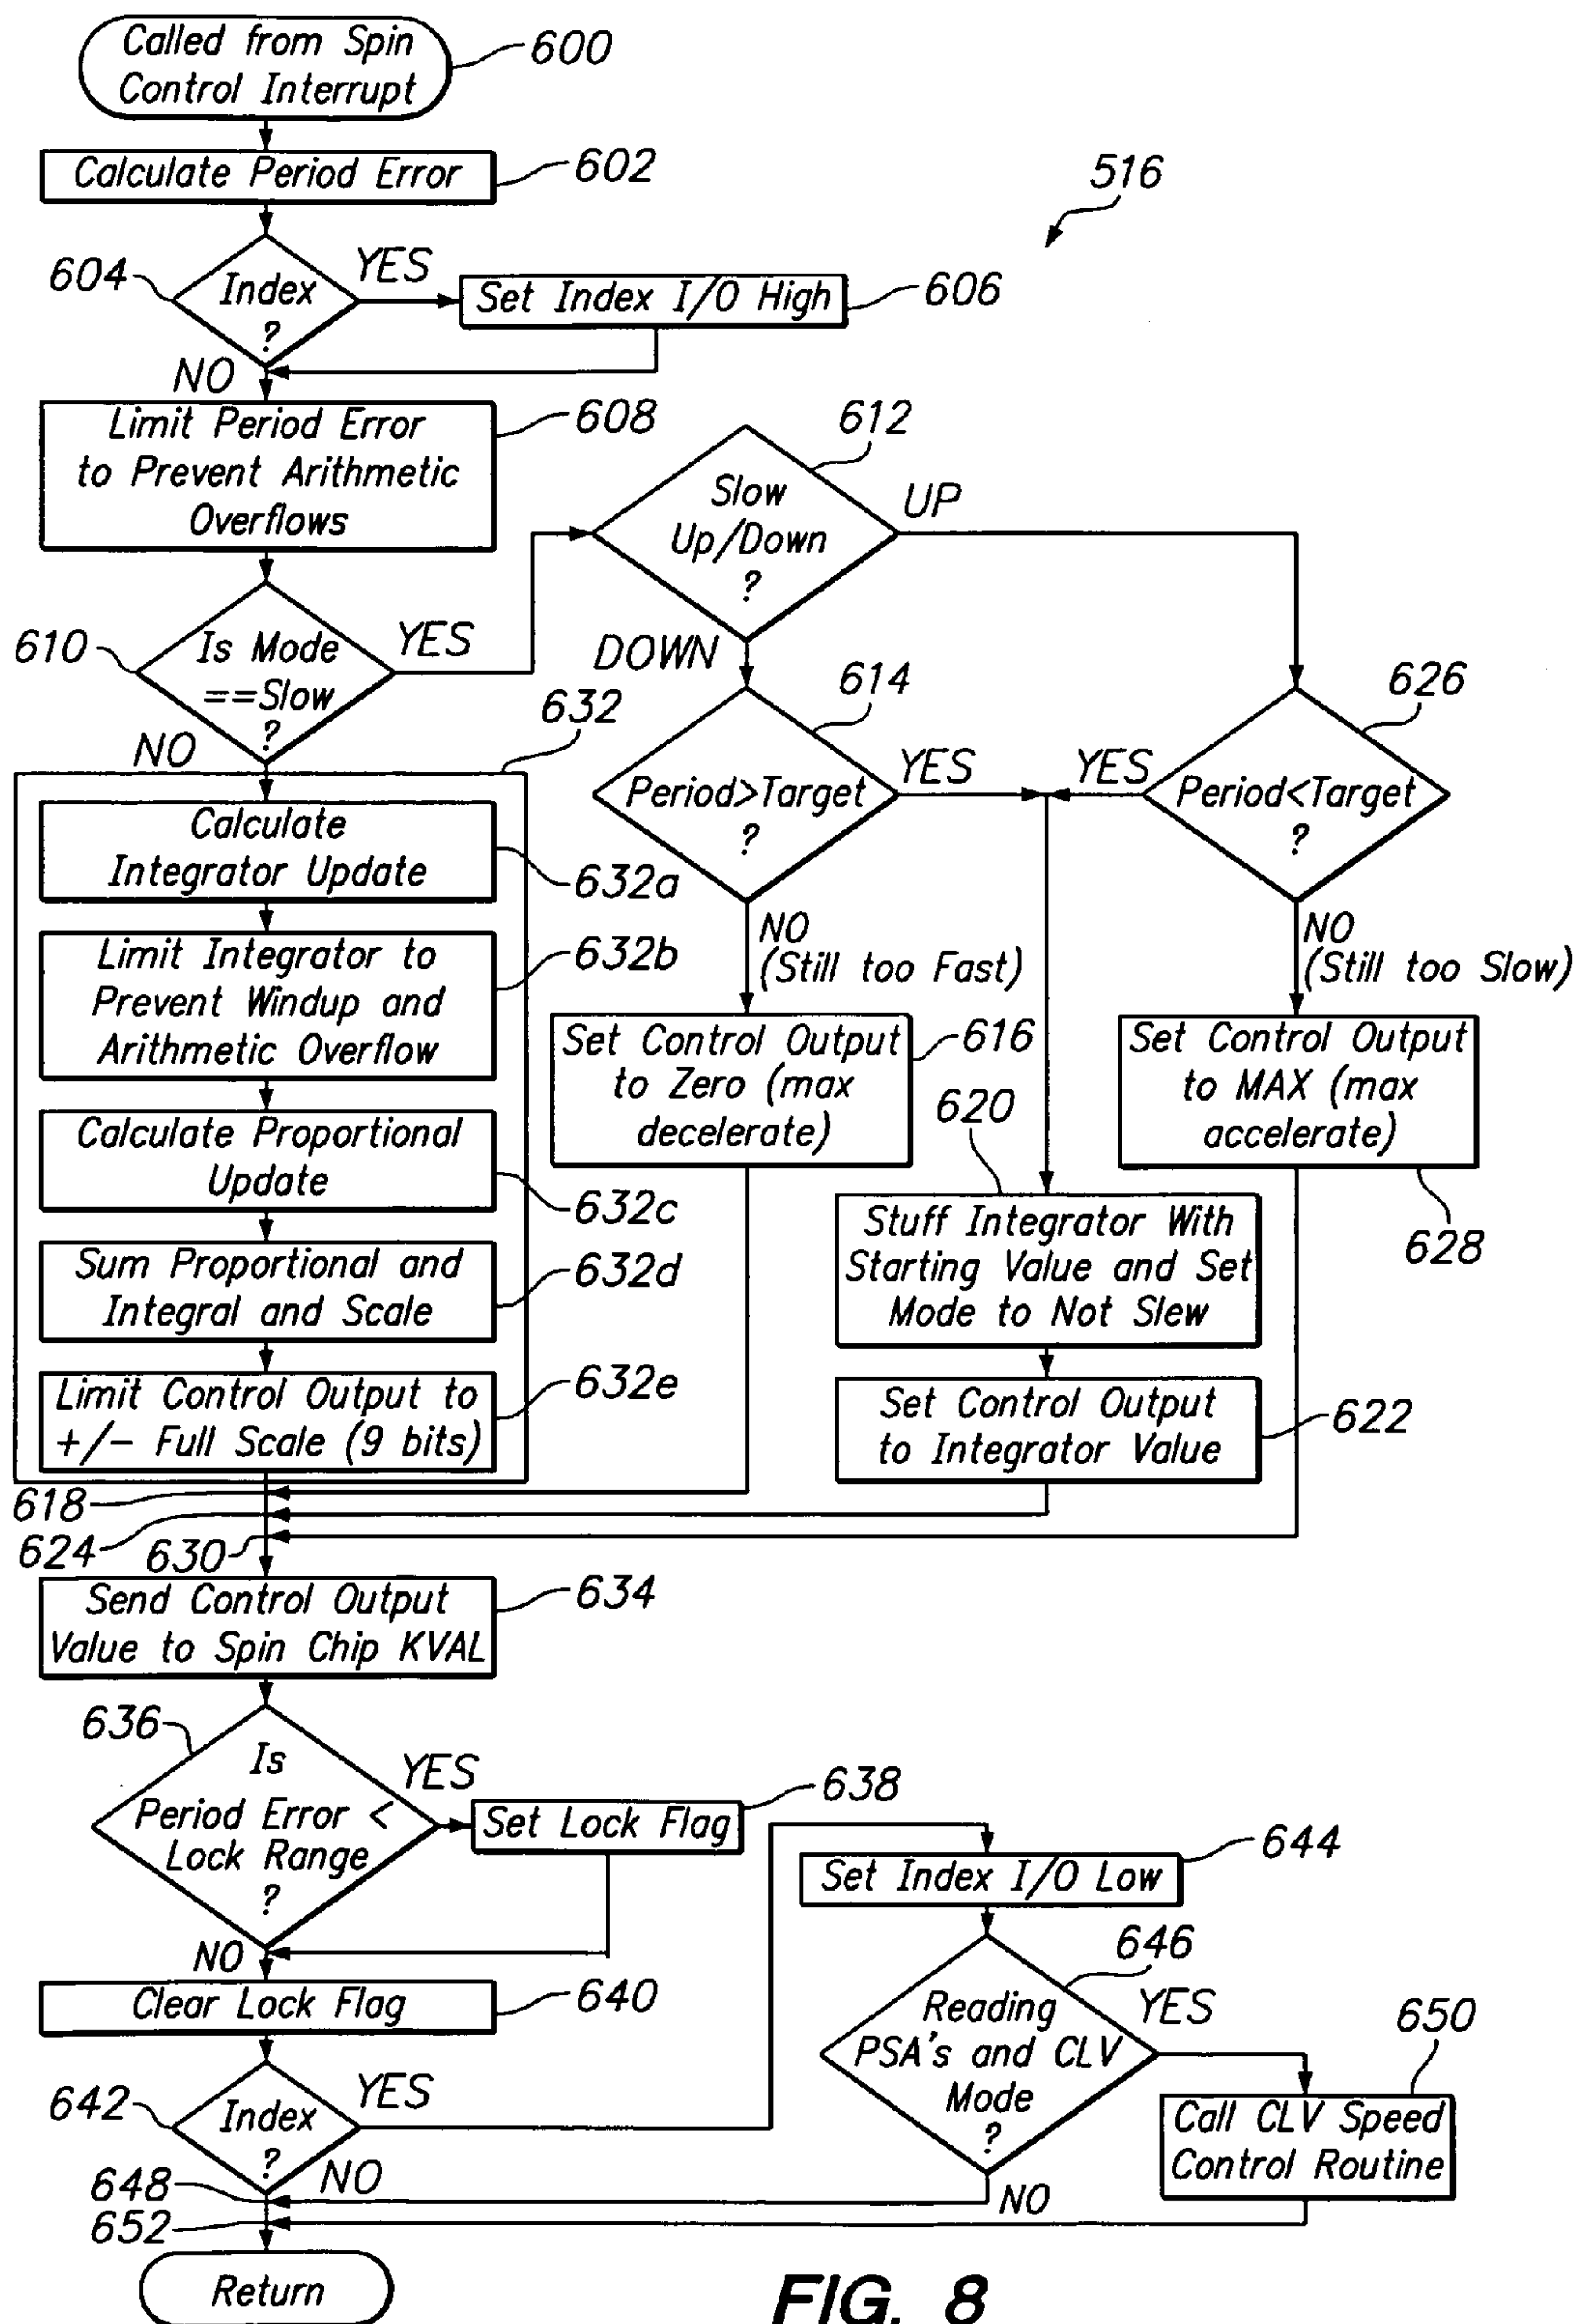 Called from Spin
Control Interrupt
600
Calculate Period Error
602
516
604
Index
?
YES
Set Index I/O High
606
NO
Limit Period Error
to Prevent Arithmetic
Overflows
608
612
Slow
Up/Down
?
UP
DOWN
610
Is Mode
==Slow
?
YES
NO
632
614
Period>Target
?
YES
626
Period<Target
?
YES
Calculate
Integrator Update
632a
Limit Integrator to
Prevent Windup and
Arithmetic Overflow
632b
Calculate Proportional
Update
632c
Sum Proportional and
Integral and Scale
632d
Limit Control Output to
+/- Full Scale (9 bits)
632e
NO
(Still too Fast)
Set Control Output
to Zero (max
decelerate)
616
NO
(Still too Slow)
Set Control Output
to MAX (max
accelerate)
628
620
Stuff Integrator With
Starting Value and Set
Mode to Not Slew
Set Control Output
to Integrator Value
622
618
624
630
Send Control Output
Value to Spin Chip KVAL
634
636
Is
Period Error <
Lock Range
?
YES
Set Lock Flag
638
NO
Clear Lock Flag
640
642
Index
?
YES
NO
Set Index I/O Low
644
646
Reading
PSA's and CLV
Mode
?
YES
NO
650
Call CLV Speed
Control Routine
648
652
Return
FIG. 8